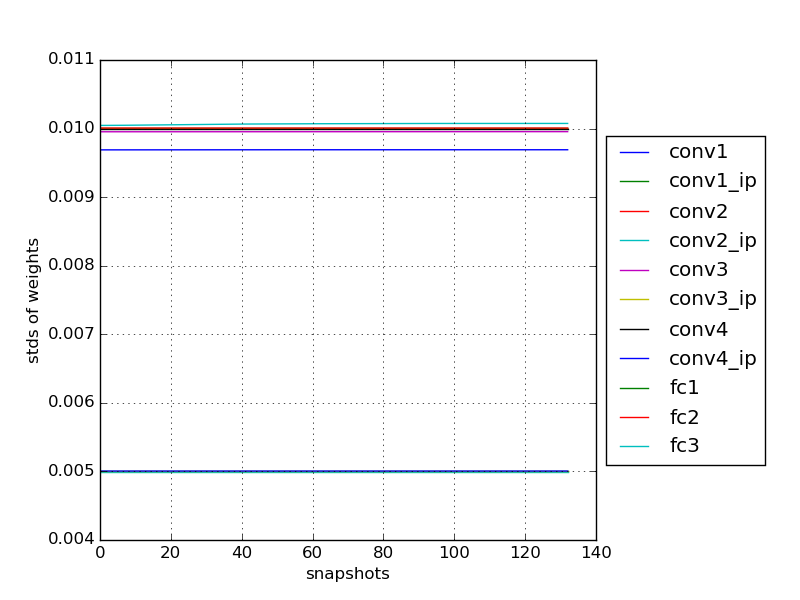 0.011
0.010
0.009
0.008
0.007
0.006
0.005
0.004
stds of weights
0 20 40 60 80 100 120 140
snapshots
conv1
conv1_ip
conv2
conv2_ip
conv3
conv3_ip
conv4
conv4_ip
fc1
fc2
fc3